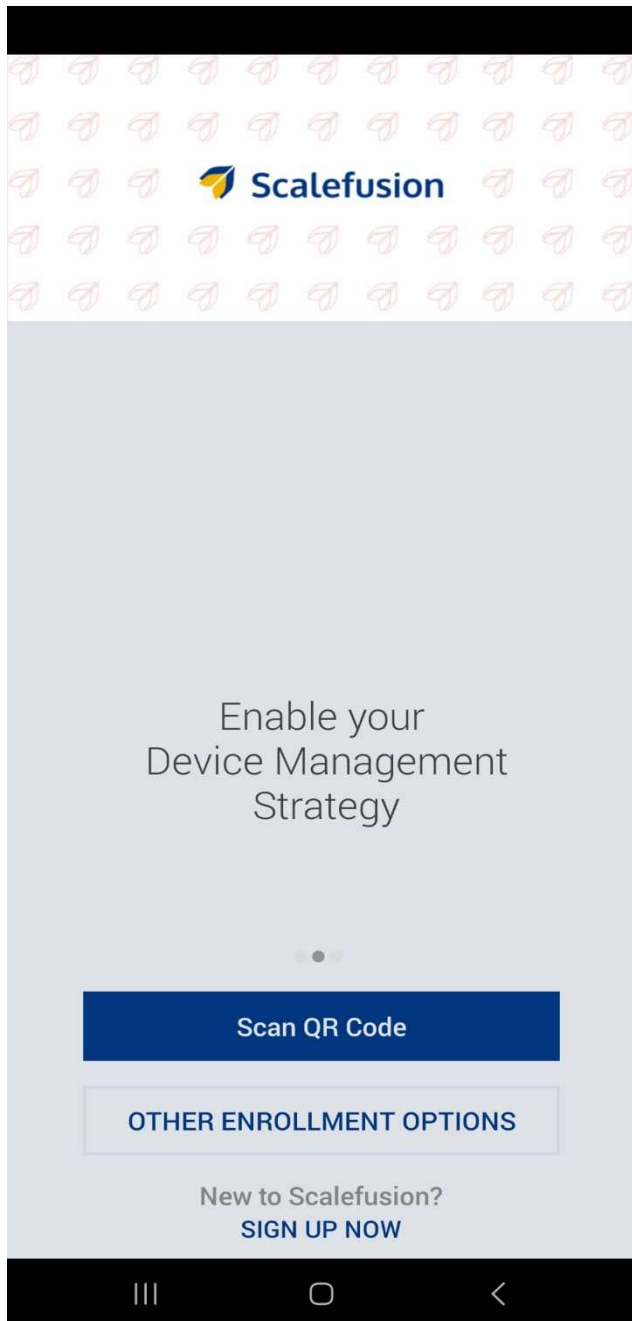 Scalefusion
Enable your
Device Management
Strategy
Scan QR Code
OTHER ENROLLMENT OPTIONS
New to Scalefusion?
SIGN UP NOW